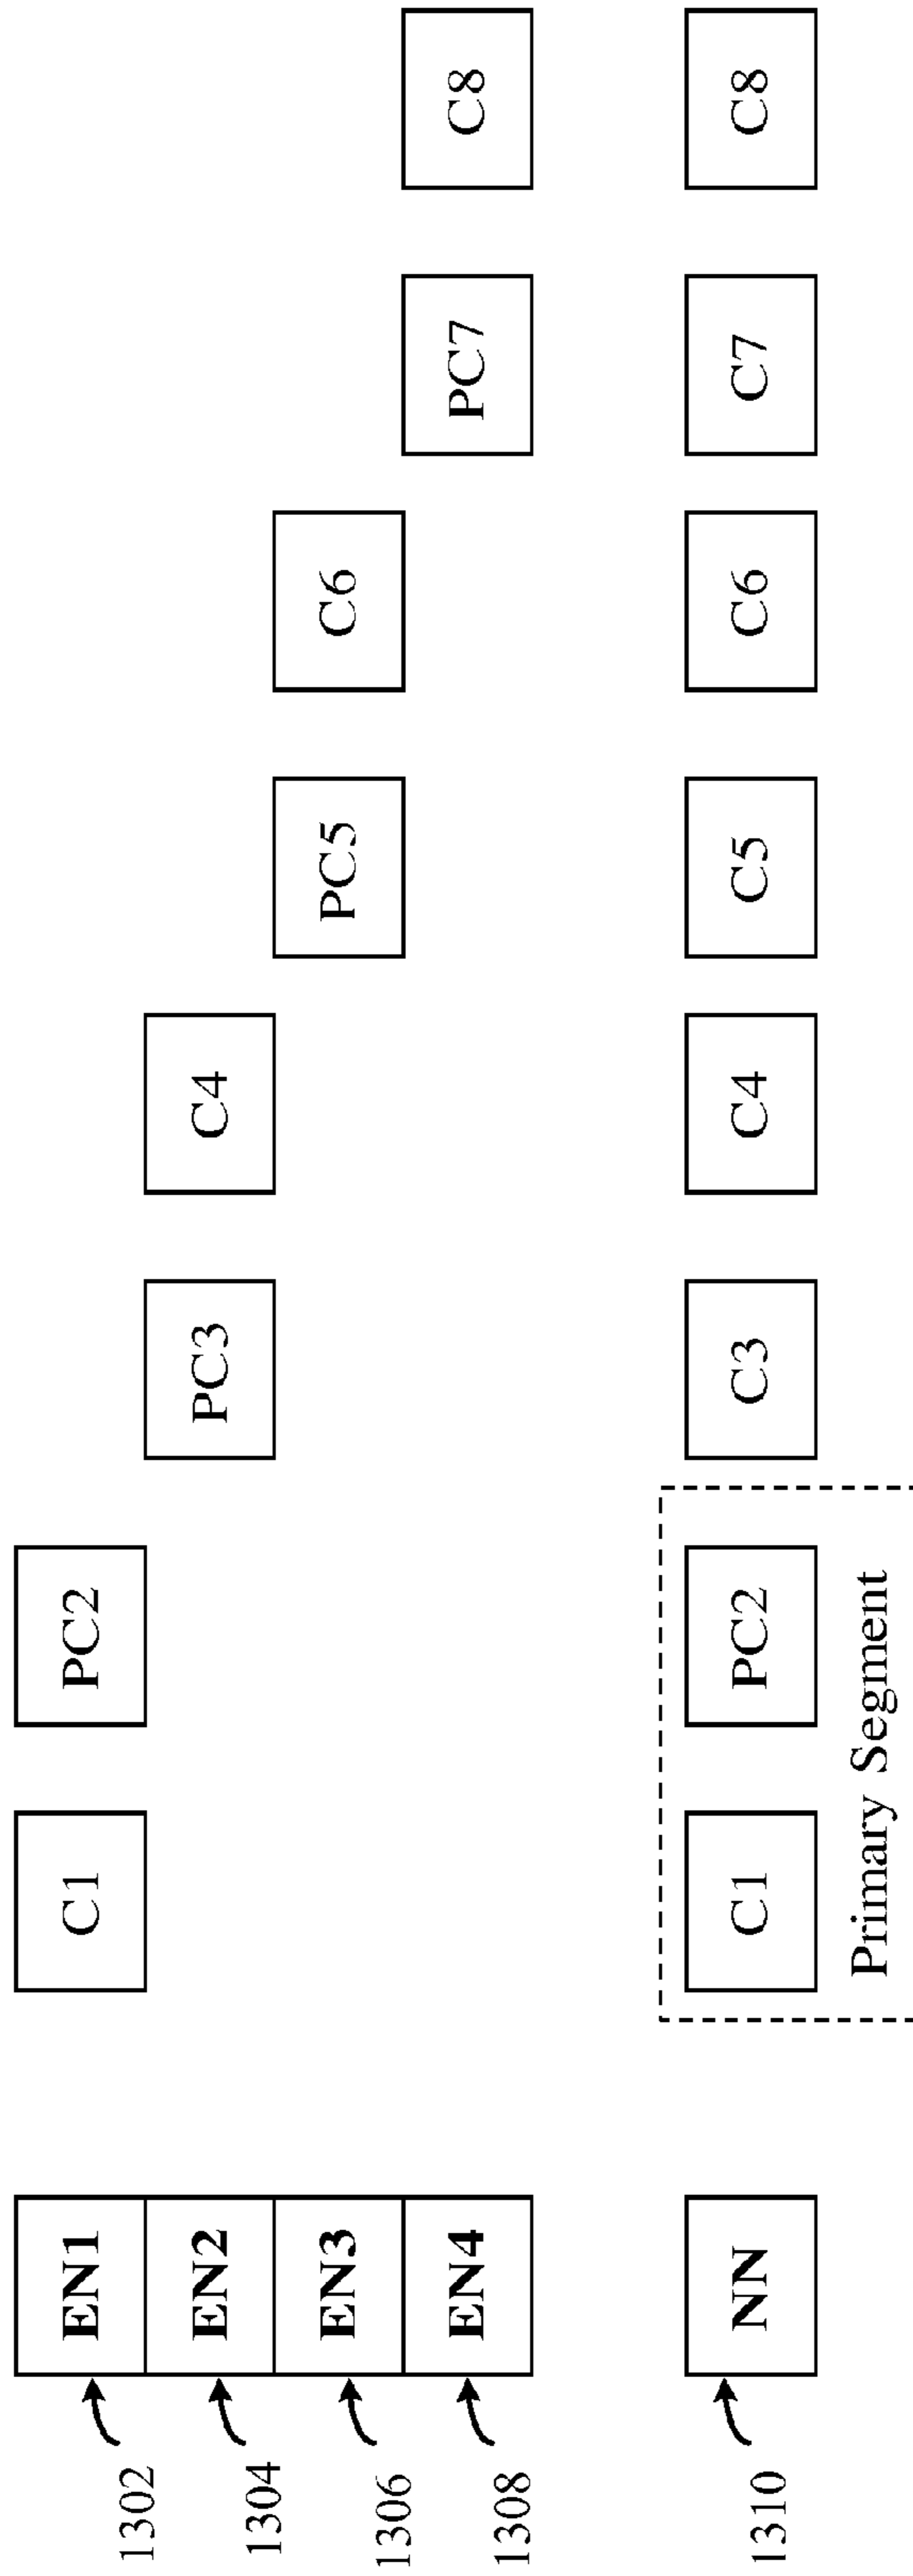 1302 EN1 C1 PC2
1304 EN2 PC3 C4
1306 EN3 PC5 C6
1308 EN4 PC7 C8
1310 NN C1 PC2 C3 C4 C5 C6 C7 C8
Primary Segment